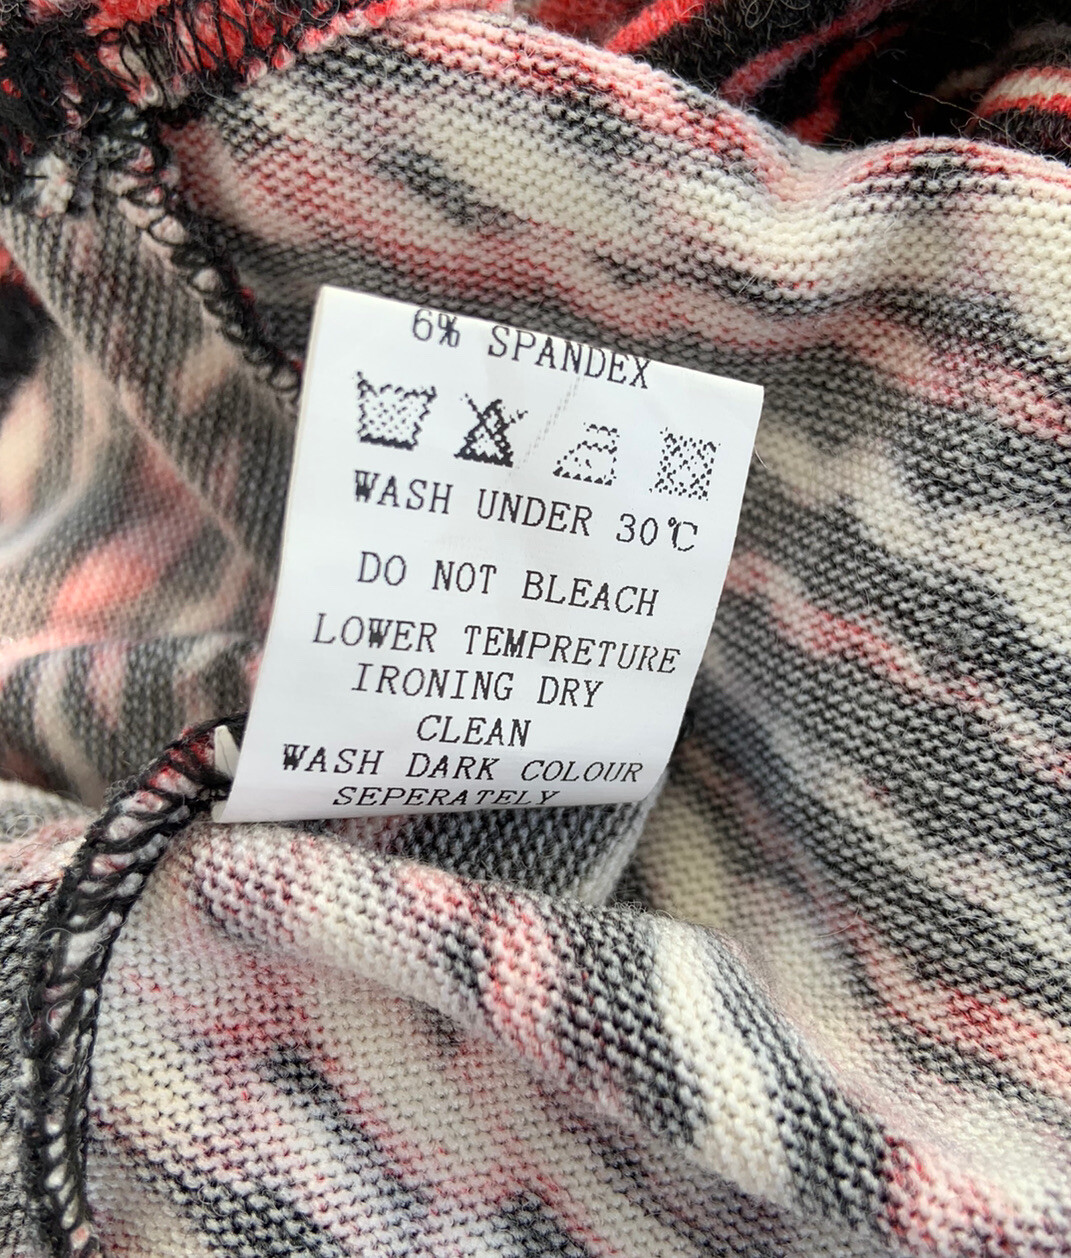 6% SPANDEX
WASH UNDER 30℃
DO NOT BLEACH
LOWER TEMPRETURE
IRONING DRY
CLEAN
WASH DARK COLOUR
SEPERATELY